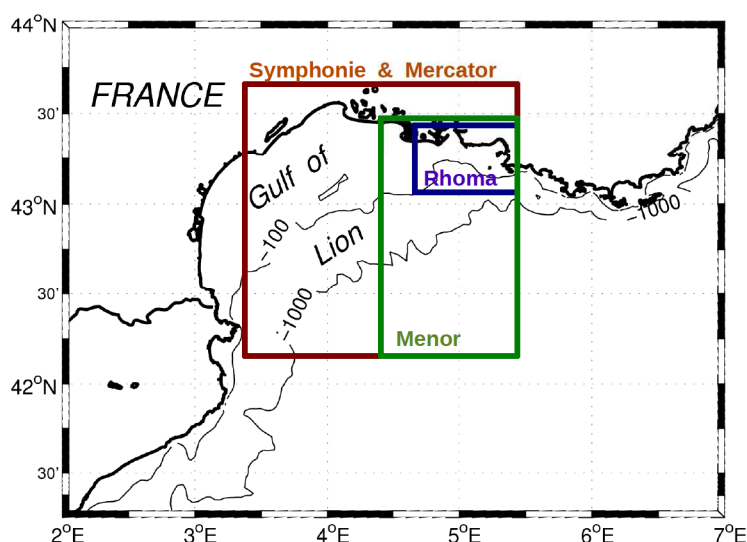 44°N
Symphonie & Mercator
FRANCE
30'
Gulf of
Rhoma
43°N
-100
Lion
-1000
30'
-1000
Menor
42°N
30'
2°E 3°E 4°E 5°E 6°E 7°E